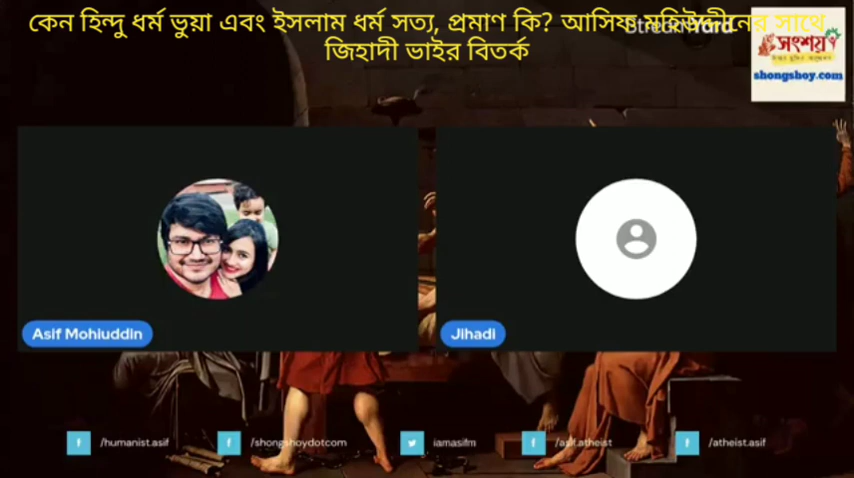 কেন হিন্দু ধর্ম ভুয়া এবং ইসলাম ধর্ম সত্য, প্রমাণ কি? আসিফ মহিউদ্দীনের সাথে
জিহাদী ভাইর বিতর্ক
StreamYard
সংশয়
shongshoy.com
Asif Mohiuddin
Jihadi
/humanist.asif
/shongshoydotcom
iamasifm
/asif.atheist
/atheist.asif